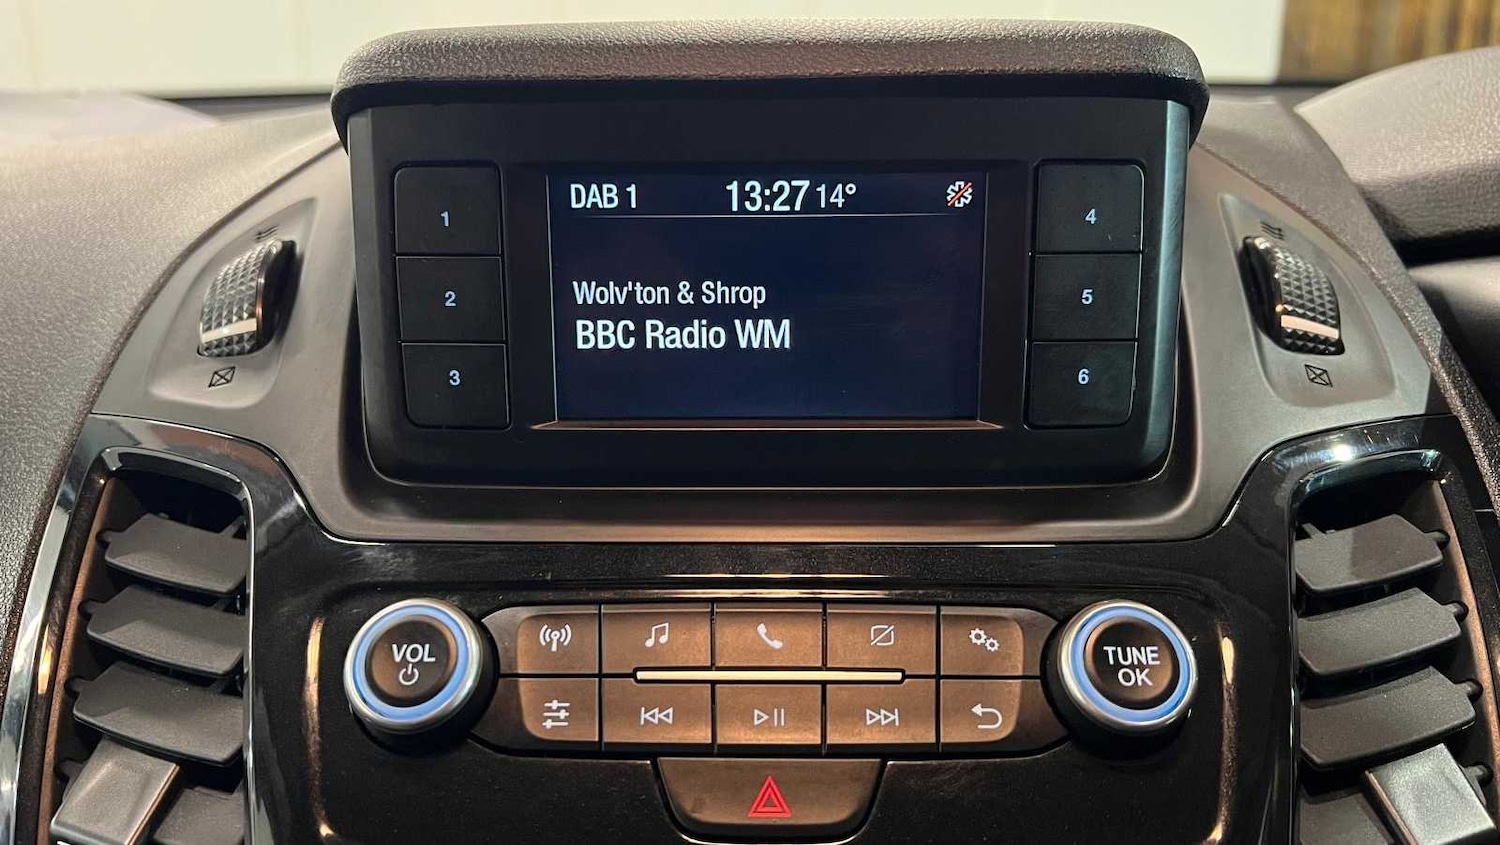 DAB 1 13:27 14°
Wolv'ton & Shrop
BBC Radio WM
1
2
3
4
5
6
VOL
TUNE
OK